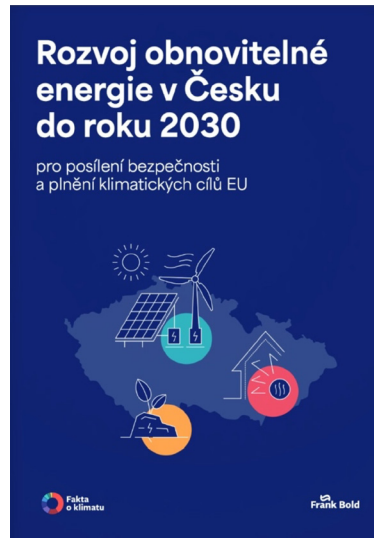 Rozvoj obnovitelné
energie v Česku
do roku 2030
pro posílení bezpečnosti
a plnění klimatických cílů EU
Fakta
o klimatu
Frank Bold